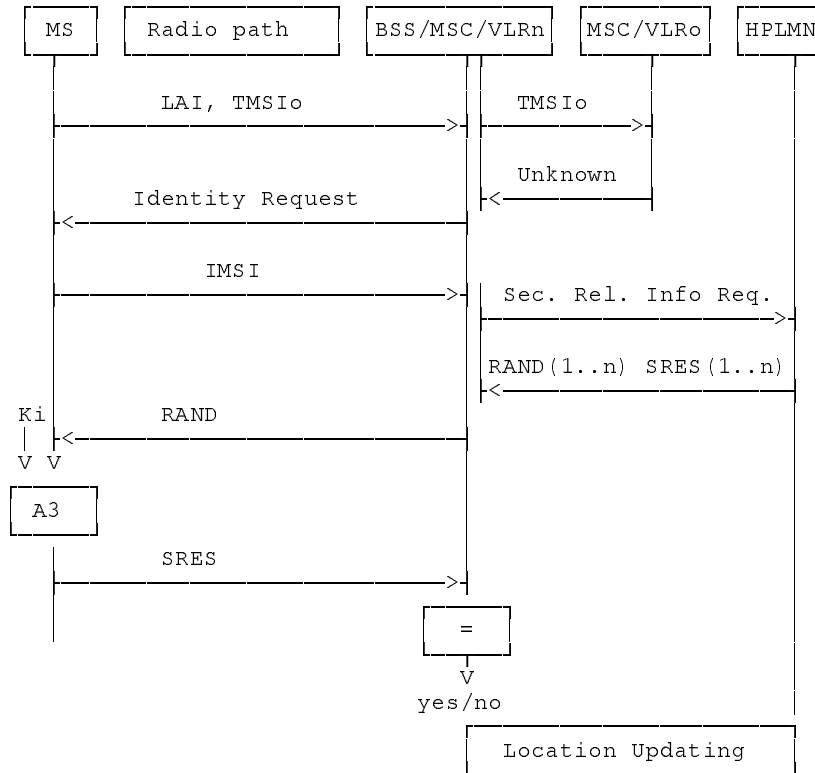 MS Radio path BSS/MSC/VLRn MSC/VLRo HPLMN
LAI, TMSIo TMSIo
Unknown
Identity Request
IMSI
Sec. Rel. Info Req.
RAND(1..n) SRES(1..n)
Ki RAND
V V
A3
SRES
=
V
yes/no
Location Updating